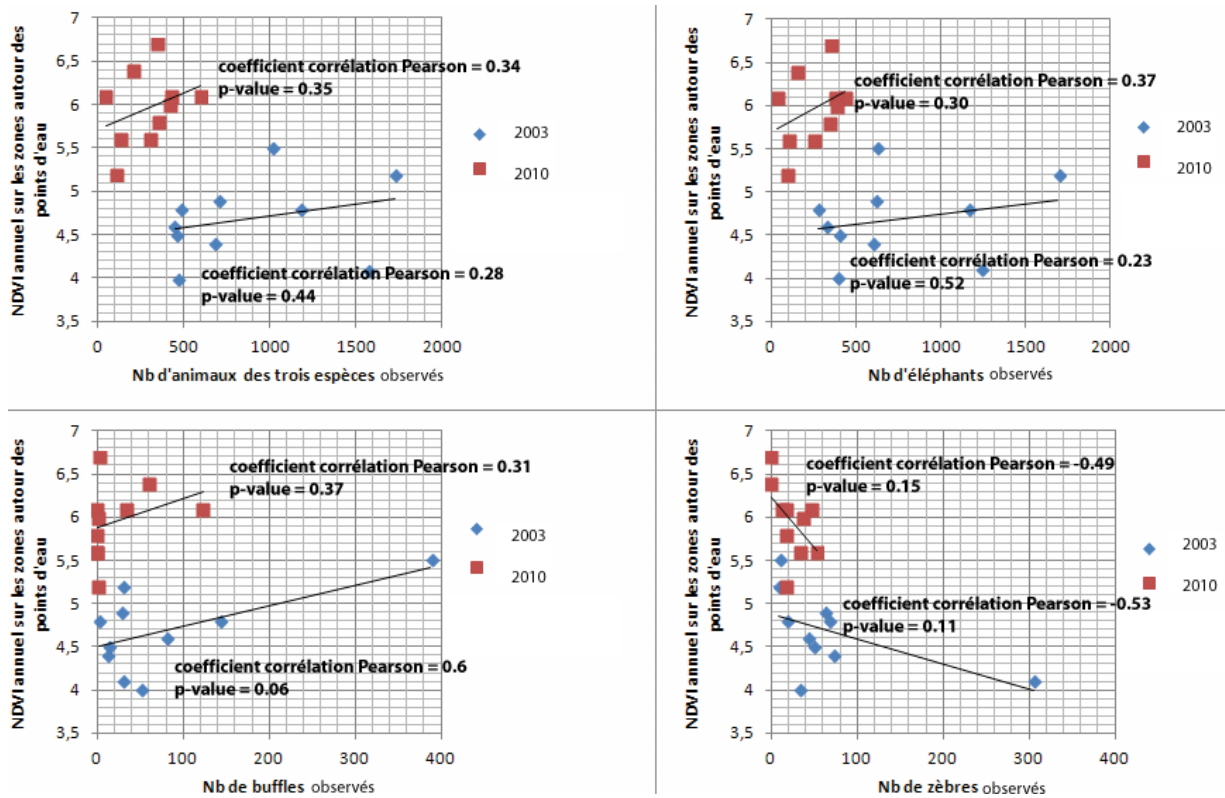 NDVI annuel sur les zones autour des
points d'eau
7
6,5
6
5,5
5
4,5
4
3,5
0
500
1000
1500
2000
coefficient corrélation Pearson = 0.34
p-value = 0.35
coefficient corrélation Pearson = 0.28
p-value = 0.44
2003
2010
Nb d'animaux des trois espèces observés
NDVI annuel sur les zones autour des
points d'eau
7
6,5
6
5,5
5
4,5
4
3,5
0
500
1000
1500
2000
coefficient corrélation Pearson = 0.37
p-value = 0.30
coefficient corrélation Pearson = 0.23
p-value = 0.52
2003
2010
Nb d'éléphants observés
NDVI annuel sur les zones autour des
points d'eau
7
6,5
6
5,5
5
4,5
4
3,5
0
100
200
300
400
coefficient corrélation Pearson = 0.31
p-value = 0.37
coefficient corrélation Pearson = 0.6
p-value = 0.06
2003
2010
Nb de buffles observés
NDVI annuel sur les zones autour des
points d'eau
7
6,5
6
5,5
5
4,5
4
3,5
0
100
200
300
400
coefficient corrélation Pearson = -0.49
p-value = 0.15
coefficient corrélation Pearson = -0.53
p-value = 0.11
2003
2010
Nb de zèbres observés